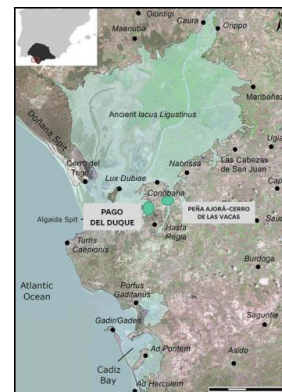 Olontigi
Caura
Orippo
Maenuba
Maribáñez
Ancient lacus Ligustinus
Doñana Spit
Ugia
Las Cabezas
de San Juan
Nabrissa
Cerro del
Trigo
Lux Dubiae
Conobaria
PAGO
DEL DUQUE
PEÑA AJORÁ-CERRO
DE LAS VACAS
Algaida Spit
Hasta
Regia
Turris
Caepionis
Burdoga
Atlantic
Ocean
Portus
Gaditanus
Gadir/Gades
Saguntia
Ad Pontem
Asido
Cadiz
Bay
Ad Herculem